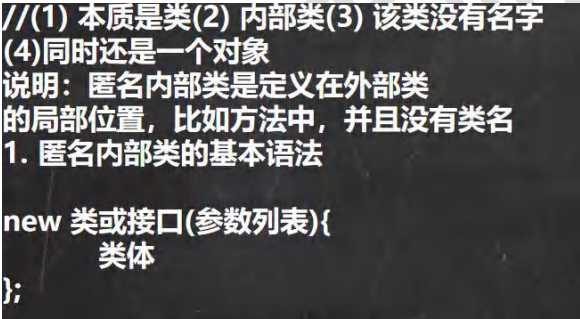 //(1) 本质是类(2) 内部类(3) 该类没有名字
(4)同时还是一个对象
说明：匿名内部类是定义在外部类
的局部位置，比如方法中，并且没有类名
1. 匿名内部类的基本语法
new 类或接口(参数列表){
类体
};